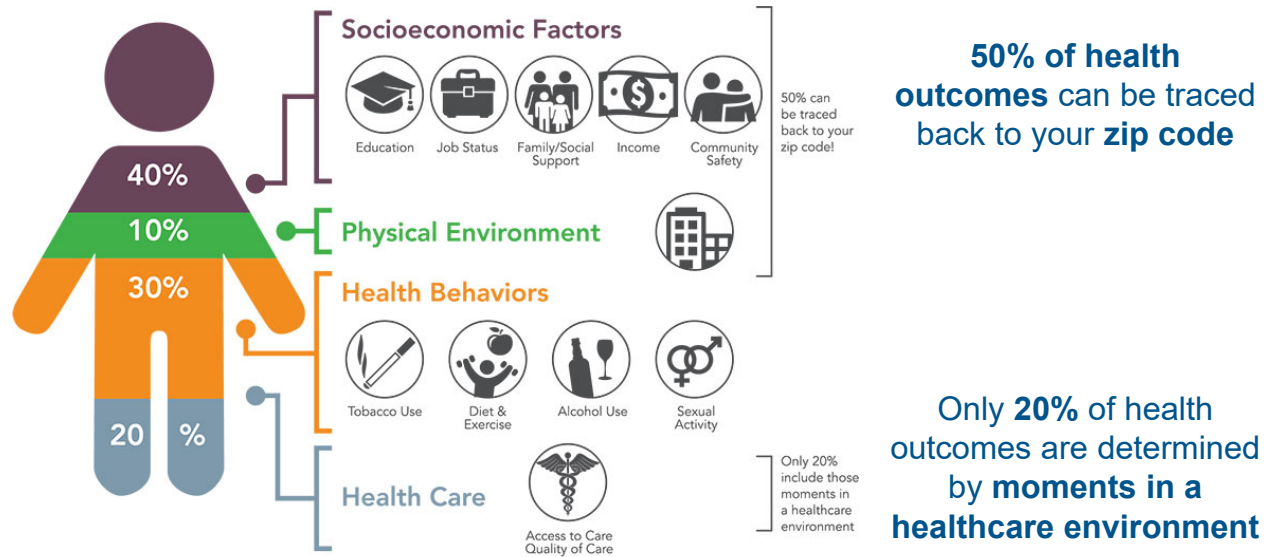 Socioeconomic Factors
Education
Job Status
Family/Social
Support
Income
Community
Safety
50% can
be traced
back to your
zip code!
40%
10%
Physical Environment
30%
Health Behaviors
Tobacco Use
Diet &
Exercise
Alcohol Use
Sexual
Activity
20 %
Health Care
Access to Care
Quality of Care
Only 20%
include those
moments in
a healthcare
environment
50% of health
outcomes can be traced
back to your zip code
Only 20% of health
outcomes are determined
by moments in a
healthcare environment